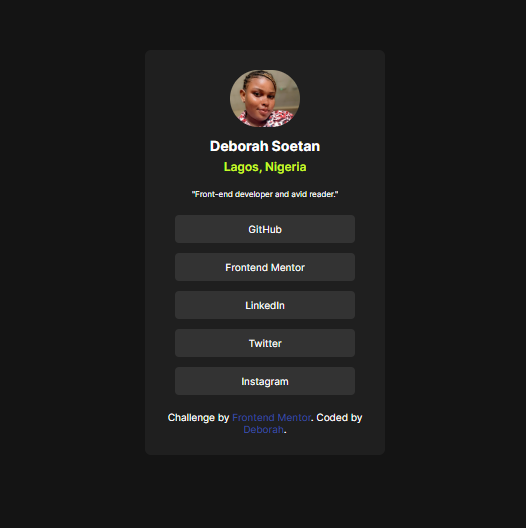 Deborah Soetan
Lagos, Nigeria
"Front-end developer and avid reader."
GitHub
Frontend Mentor
LinkedIn
Twitter
Instagram
Challenge by Frontend Mentor. Coded by
Deborah.